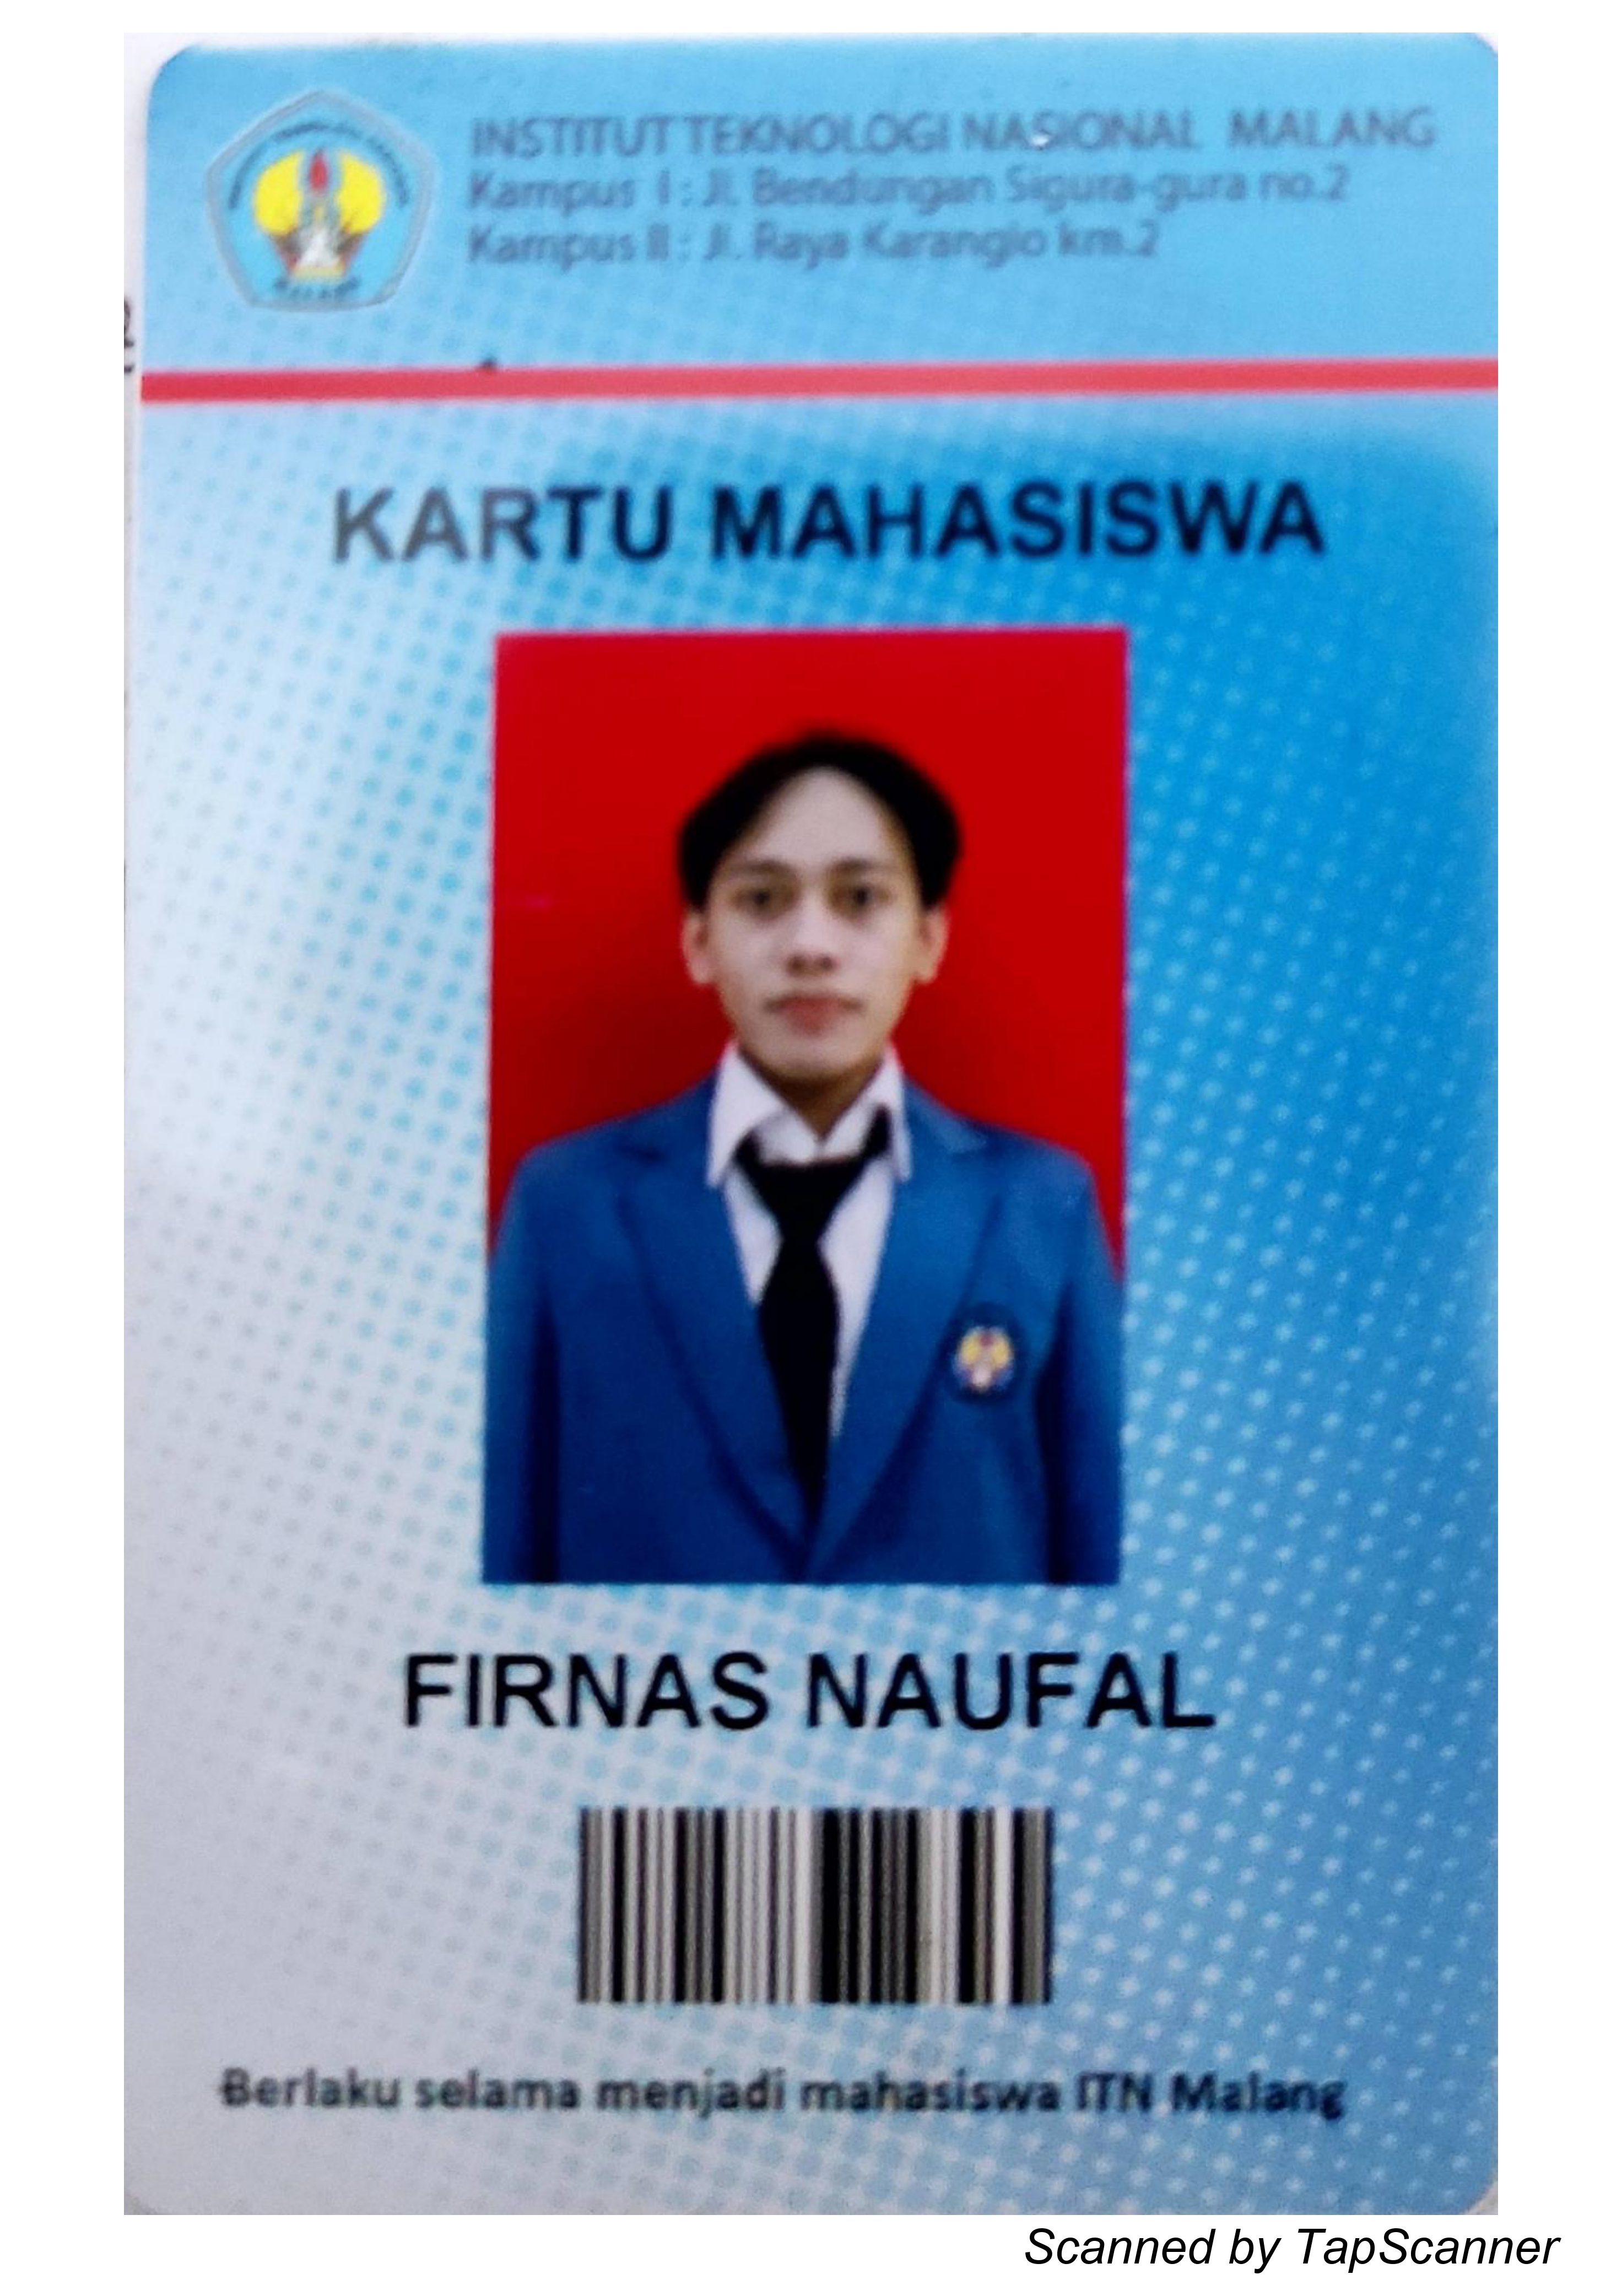 INSTITUT TEKNOLOGI NASIONAL MALANG
Kampus I : Jl. Bendungan Sigura-gura no.2
Kampus II : Jl. Raya Karanglo km.2
KARTU MAHASISWA
FIRNAS NAUFAL
Berlaku selama menjadi mahasiswa ITN Malang
Scanned by TapScanner